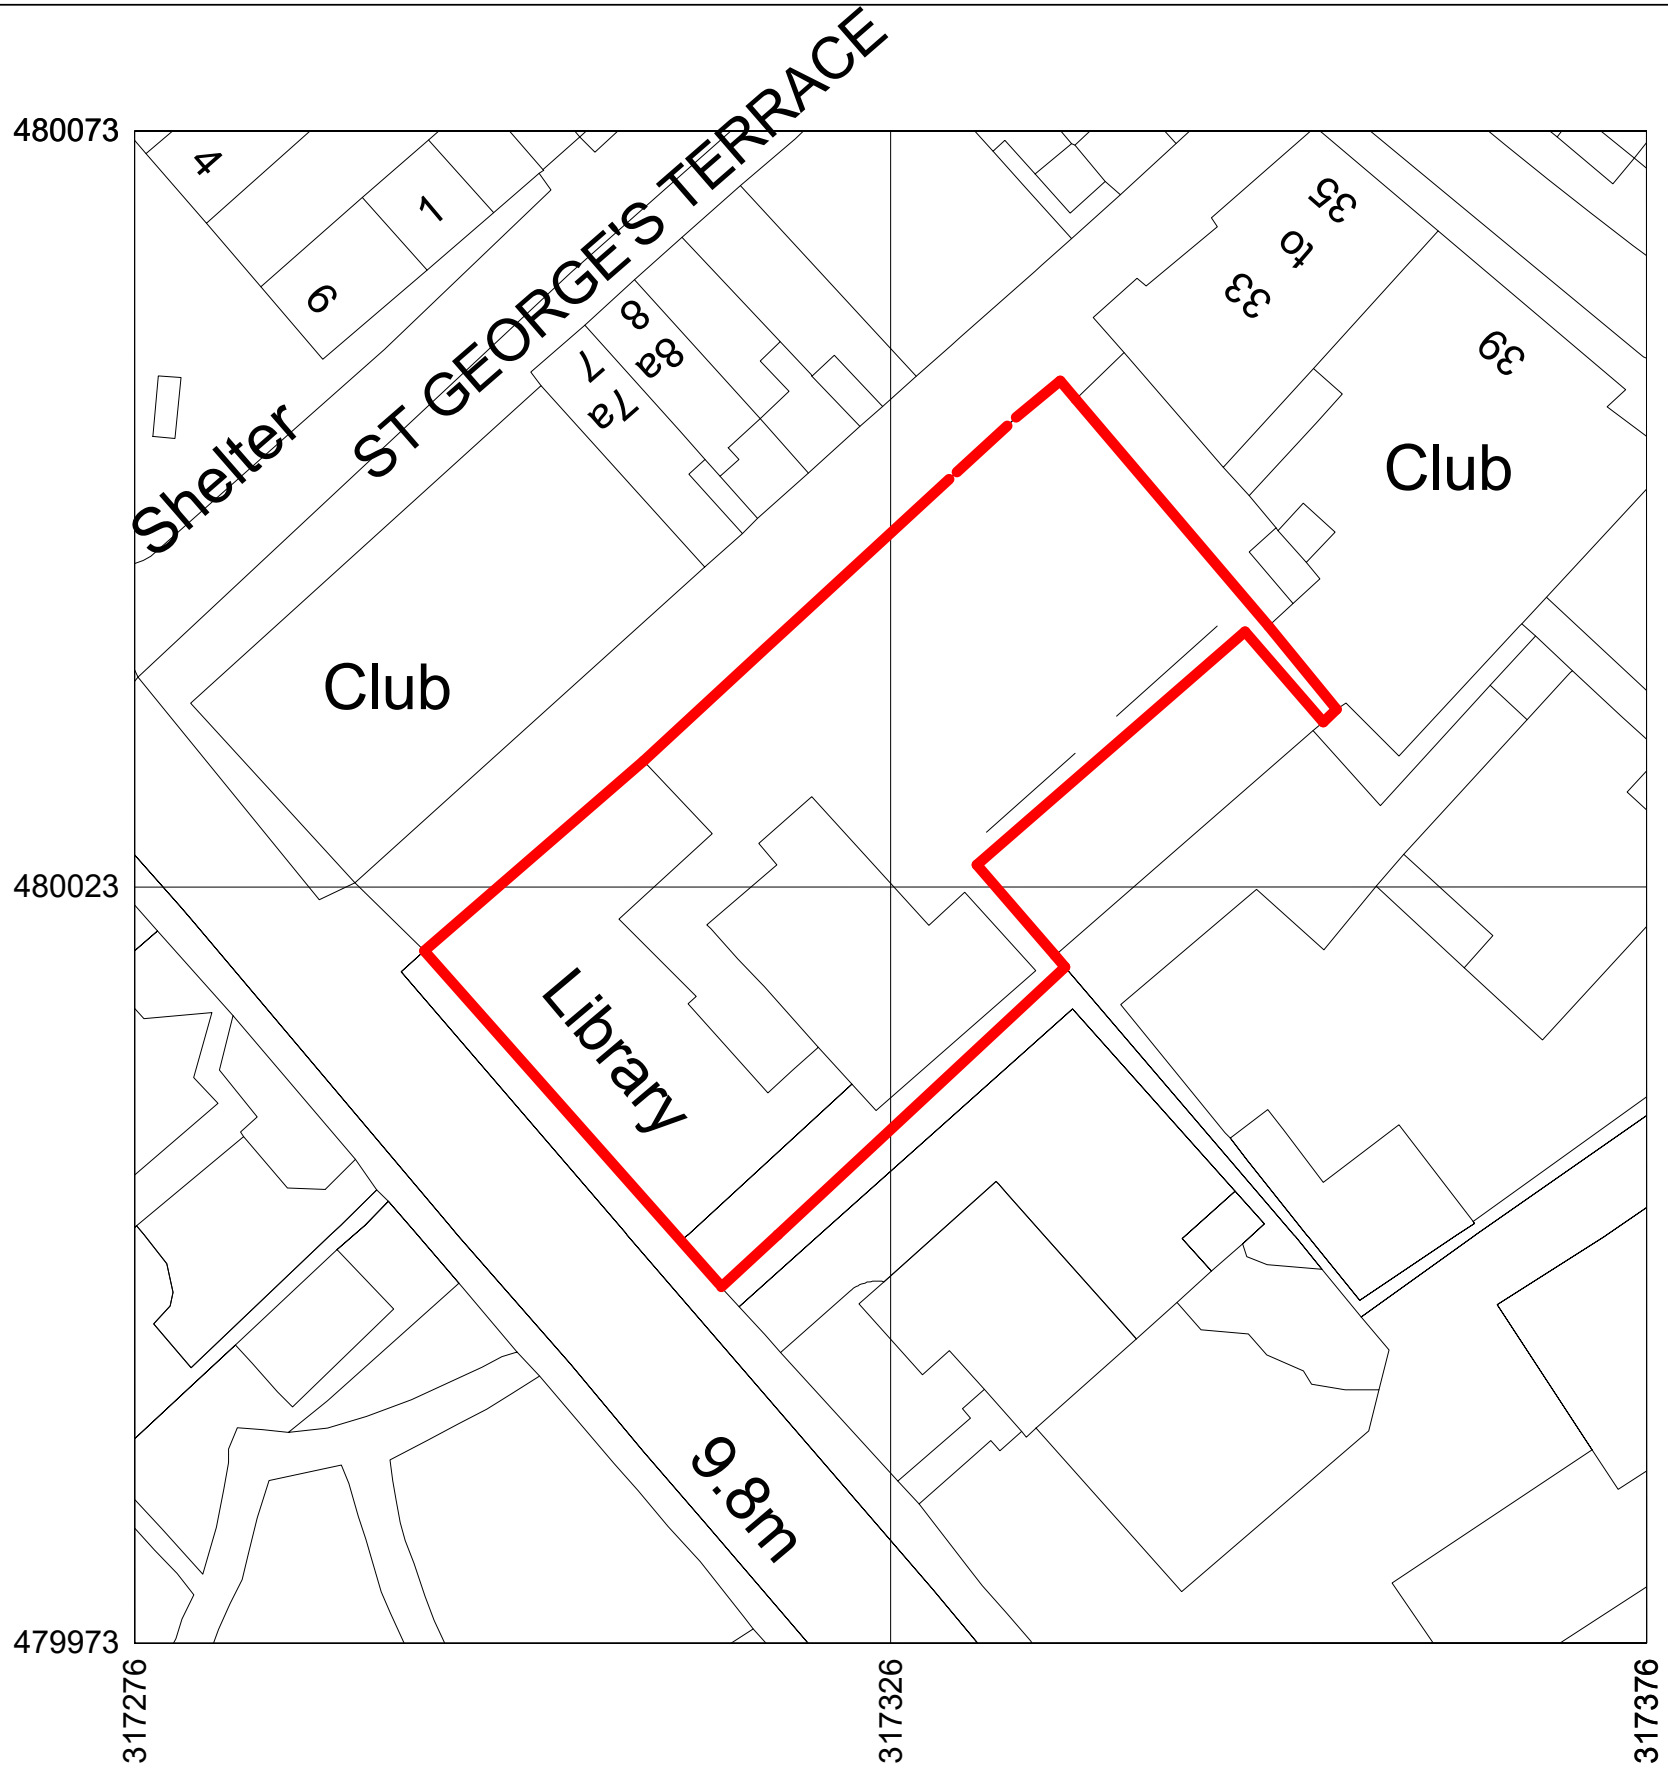 480073
480023
479973
317276
317326
317376
ST GEORGE'S TERRACE
Shelter
4
1
6
7
7a
8
8a
33
to
35
39
Club
Club
Library
9.8m